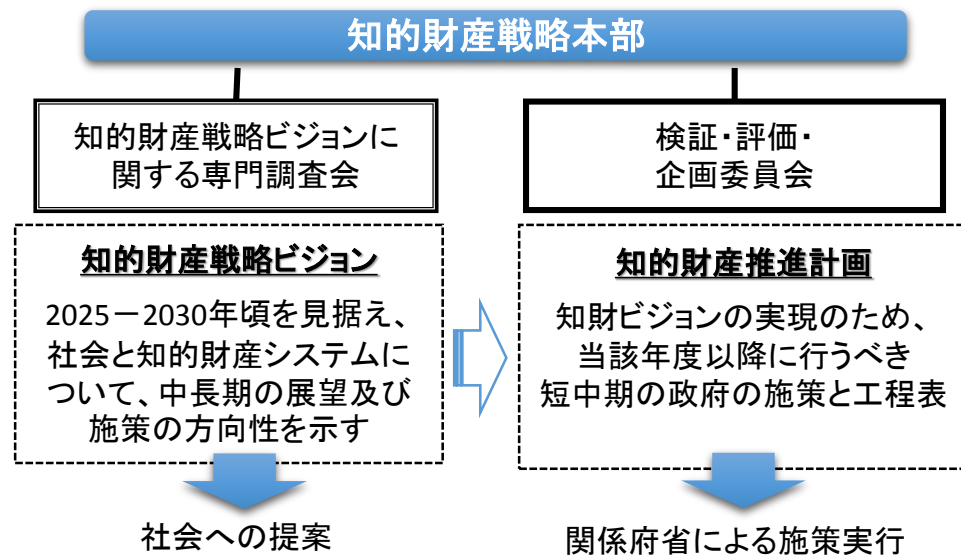 知的財産戦略本部
知的財産戦略ビジョンに
関する専門調査会
検証・評価・
企画委員会
知的財産戦略ビジョン
2025－2030年頃を見据え、
社会と知的財産システムに
ついて、中長期の展望及び
施策の方向性を示す
知的財産推進計画
知財ビジョンの実現のため、
当該年度以降に行うべき
短中期の政府の施策と工程表
社会への提案
関係府省による施策実行